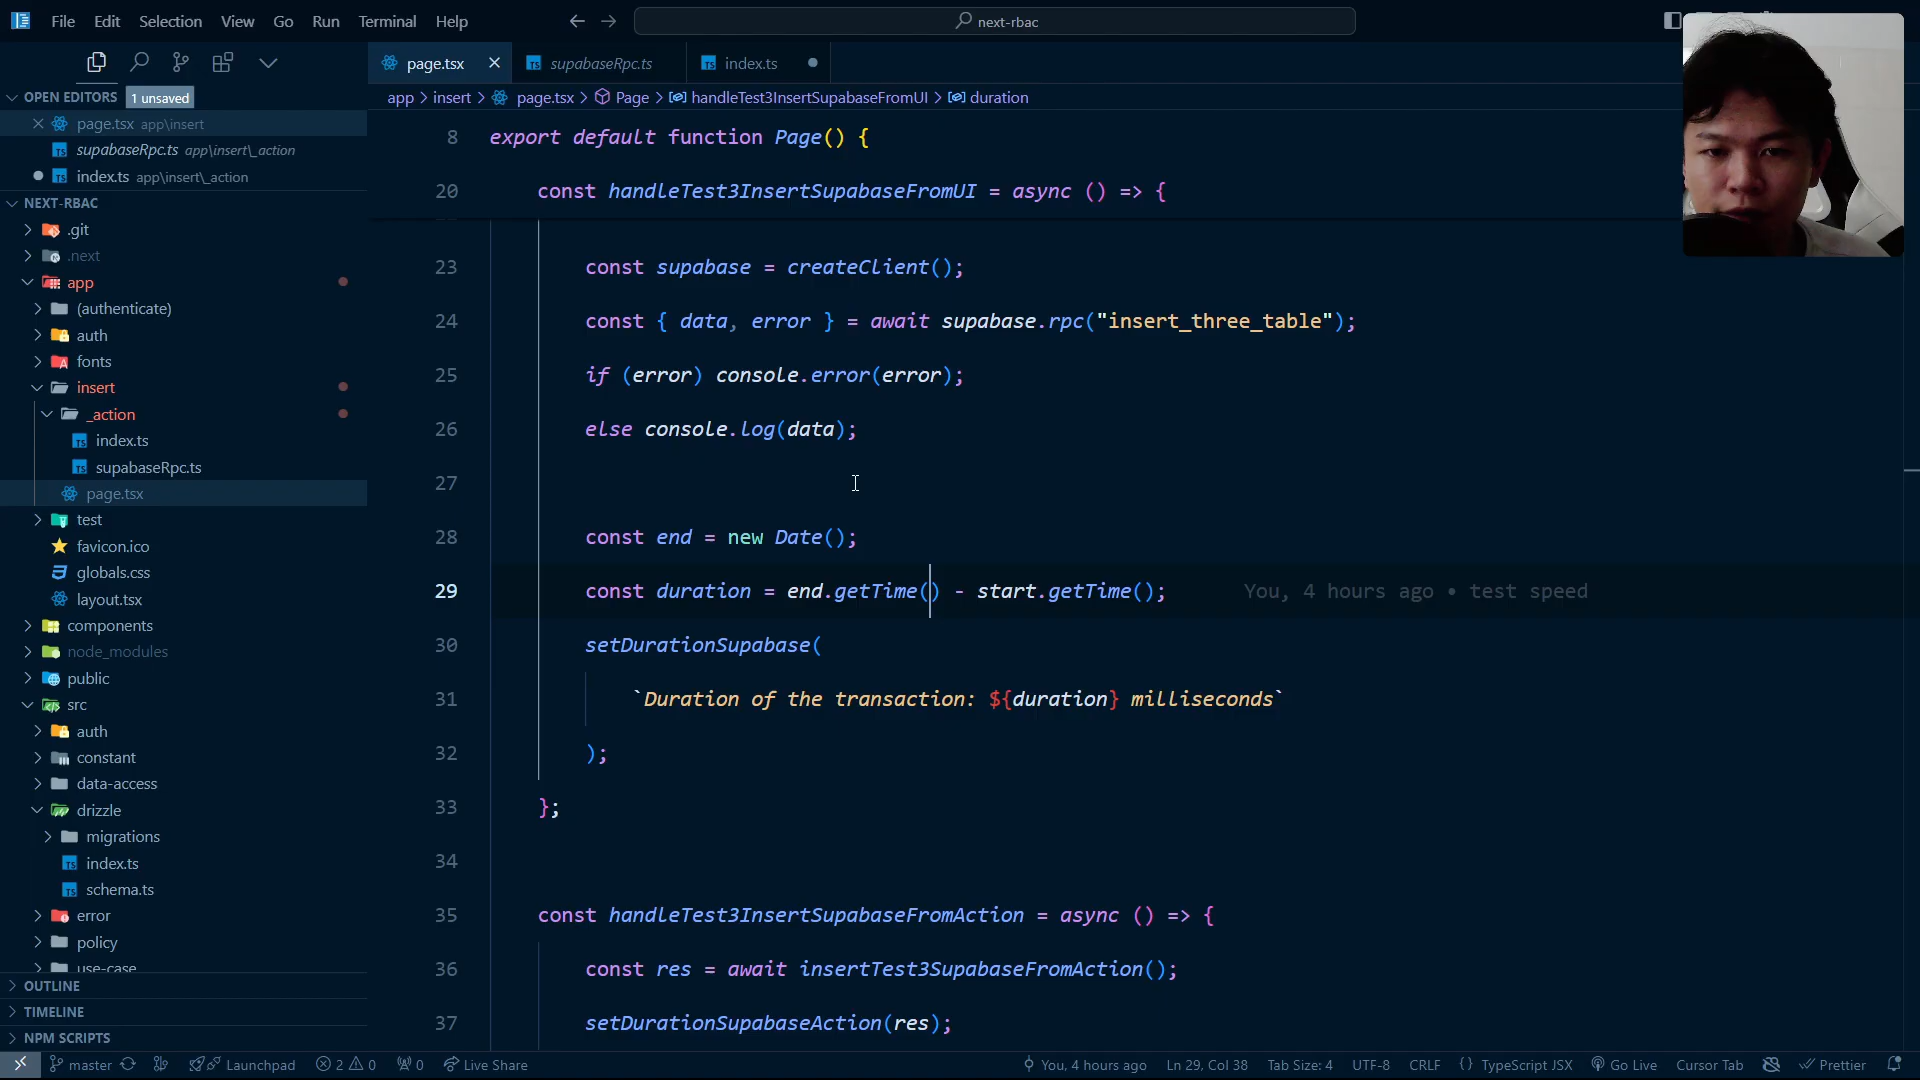 File Edit Selection View Go Run Terminal Help
next-rbac
page.tsx
supabaseRpc.ts
index.ts
OPEN EDITORS 1 unsaved
app > insert > page.tsx > Page > handleTest3InsertSupabaseFromUI > duration
page.tsx app\insert
supabaseRpc.ts app\insert\_action
index.ts app\insert\_action
NEXT-RBAC
.git
.next
app
(authenticate)
auth
fonts
insert
_action
index.ts
supabaseRpc.ts
page.tsx
test
favicon.ico
globals.css
layout.tsx
components
node_modules
public
src
auth
constant
data-access
drizzle
migrations
index.ts
schema.ts
error
policy
use-case
OUTLINE
TIMELINE
NPM SCRIPTS
8 export default function Page() {
20 const handleTest3InsertSupabaseFromUI = async () => {
23 const supabase = createClient();
24 const { data, error } = await supabase.rpc("insert_three_table");
25 if (error) console.error(error);
26 else console.log(data);
27
28 const end = new Date();
29 const duration = end.getTime() - start.getTime(); You, 4 hours ago • test speed
30 setDurationSupabase(
31 `Duration of the transaction: ${duration} milliseconds`
32 );
33 };
34
35 const handleTest3InsertSupabaseFromAction = async () => {
36 const res = await insertTest3SupabaseFromAction();
37 setDurationSupabaseAction(res);
master Launchpad 2 0 0 Live Share You, 4 hours ago Ln 29, Col 38 Tab Size: 4 UTF-8 CRLF {} TypeScript JSX Go Live Cursor Tab Prettier